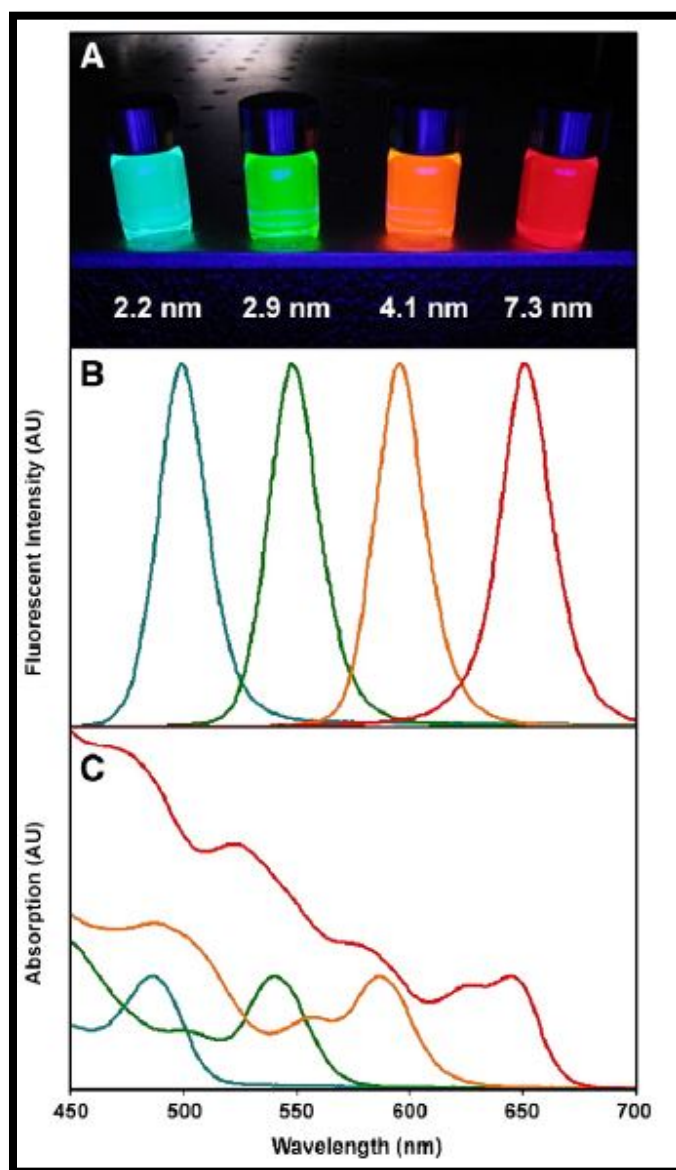 A
2.2 nm 2.9 nm 4.1 nm 7.3 nm
B
Fluorescent Intensity (AU)
C
Absorption (AU)
450 500 550 600 650 700
Wavelength (nm)